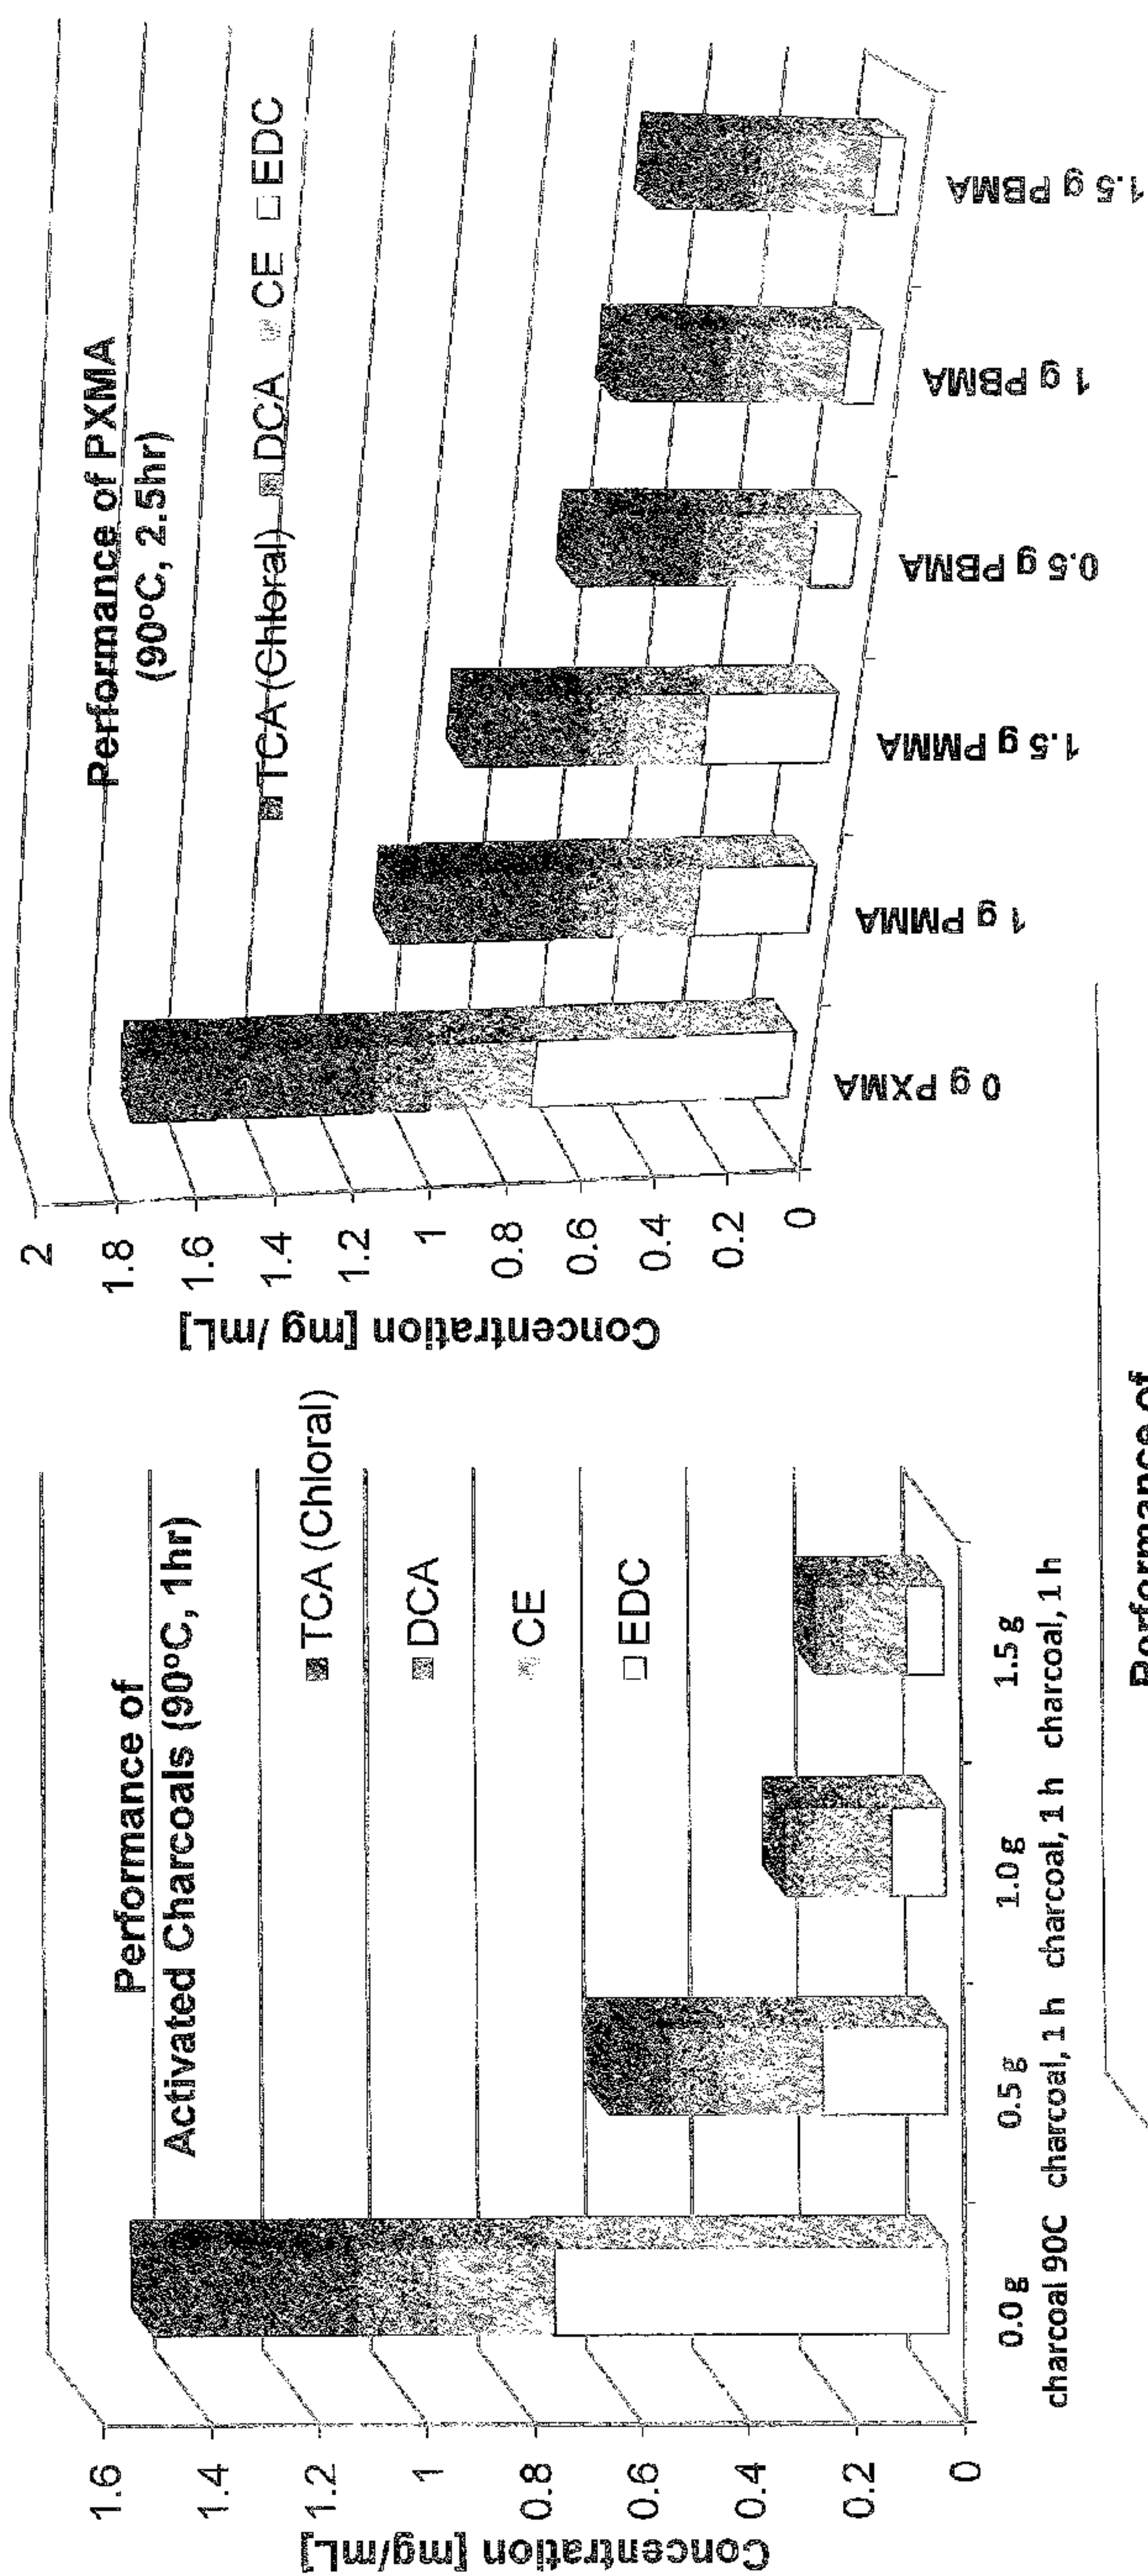 Performance of
Activated Charcoals (90ºC, 1hr)
TCA (Chloral)
DCA
CE
EDC
Concentration [mg/mL]
1.6
1.4
1.2
1
0.8
0.6
0.4
0.2
0
0.0 g 0.5 g 1.0 g 1.5 g
charcoal 90C charcoal, 1 h charcoal, 1 h charcoal, 1 h
Performance of PXMA
(90ºC, 2.5hr)
TCA (Chloral) DCA CE EDC
Concentration [mg /mL]
2
1.8
1.6
1.4
1.2
1
0.8
0.6
0.4
0.2
0
0 g PXMA
1 g PMMA
1.5 g PMMA
0.5 g PBMA
1 g PBMA
1.5 g PBMA
Performance of